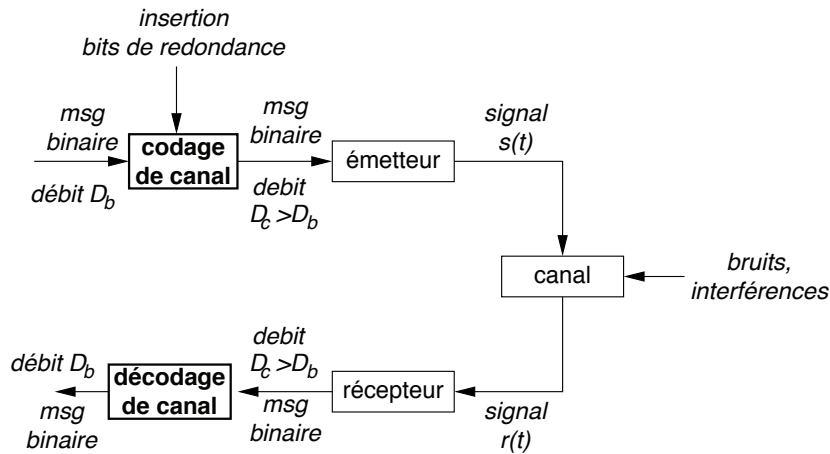 insertion
bits de redondance
msg
binaire
débit D_b
codage
de canal
msg
binaire
debit
D_c >D_b
émetteur
signal
s(t)
canal
bruits,
interférences
débit D_b
msg
binaire
décodage
de canal
debit
D_c >D_b
msg
binaire
récepteur
signal
r(t)